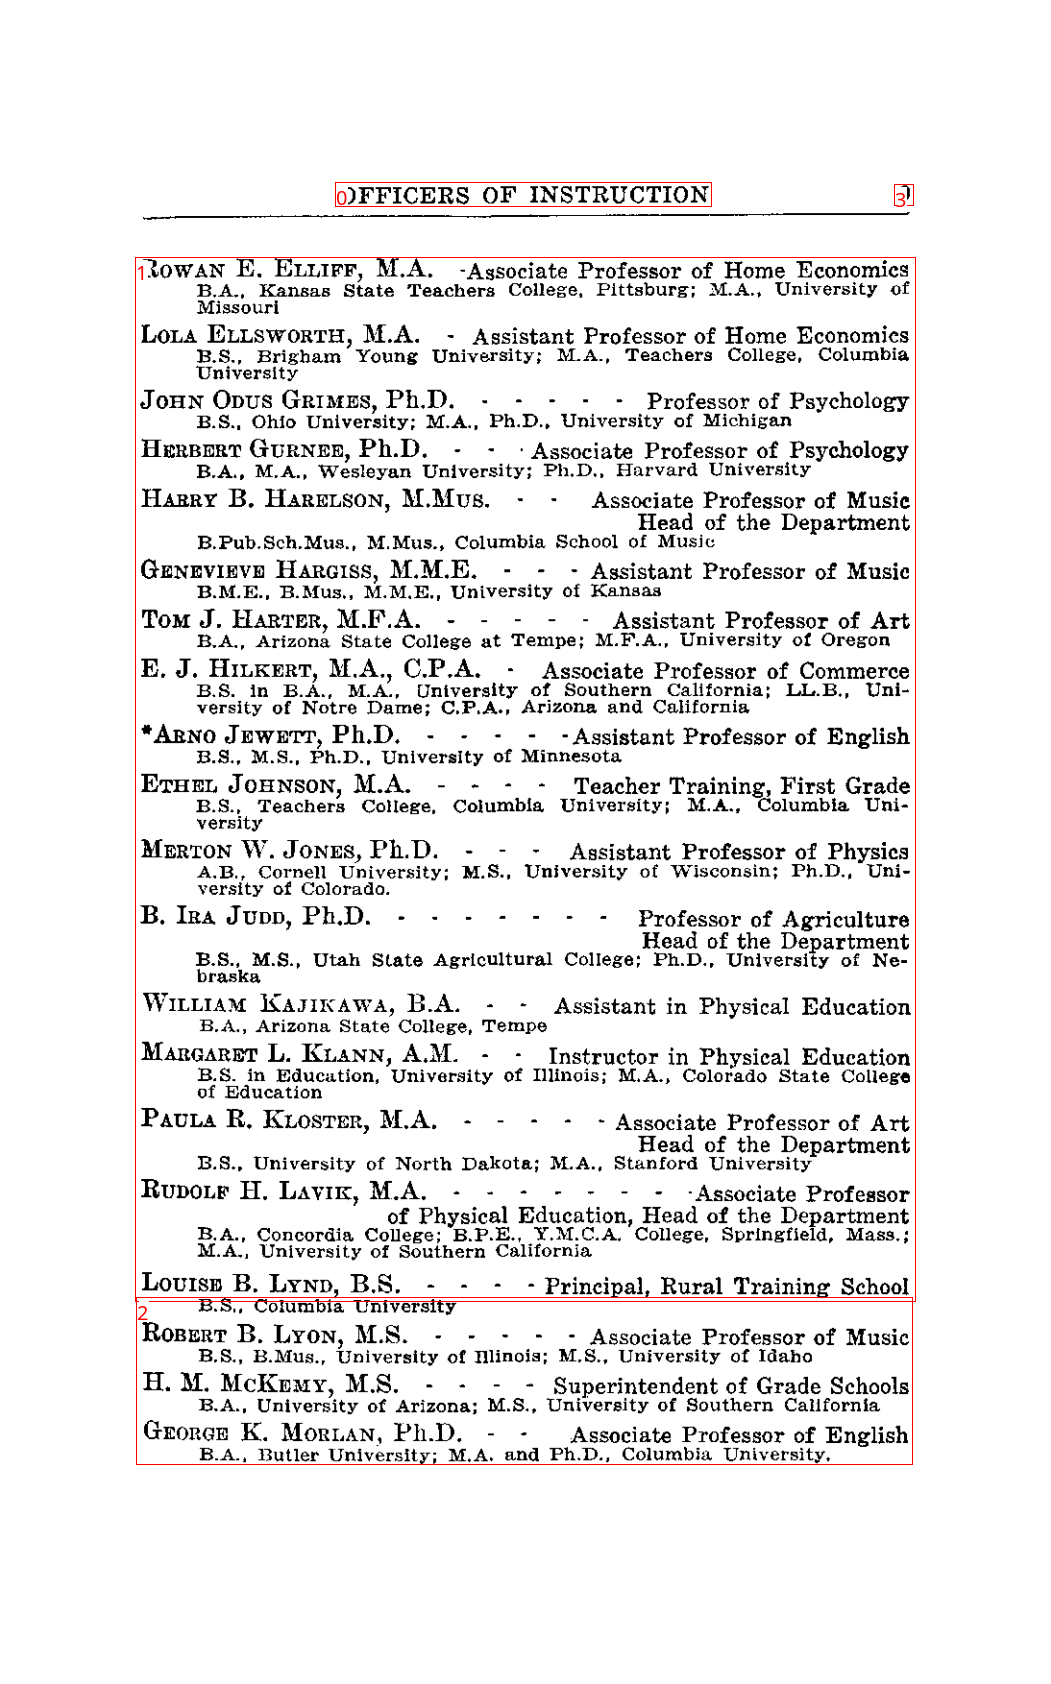 OFFICERS OF INSTRUCTION
ROWAN E. ELLIFF, M.A. - Associate Professor of Home Economics
B.A., Kansas State Teachers College, Pittsburg; M.A., University of
Missouri
LOLA ELLSWORTH, M.A. - Assistant Professor of Home Economics
B.S., Brigham Young University; M.A., Teachers College, Columbia
University
JOHN ODUS GRIMES, Ph.D. - - - - - Professor of Psychology
B.S., Ohio University; M.A., Ph.D., University of Michigan
HERBERT GURNEE, Ph.D. - - - Associate Professor of Psychology
B.A., M.A., Wesleyan University; Ph.D., Harvard University
HARRY B. HARELSON, M.MUS. - - Associate Professor of Music
Head of the Department
B.Pub.Sch.Mus., M.Mus., Columbia School of Music
GENEVIEVE HARGISS, M.M.E. - - - Assistant Professor of Music
B.M.E., B.Mus., M.M.E., University of Kansas
TOM J. HARTER, M.F.A. - - - - - Assistant Professor of Art
B.A., Arizona State College at Tempe; M.F.A., University of Oregon
E. J. HILKERT, M.A., C.P.A. - Associate Professor of Commerce
B.S. in B.A., M.A., University of Southern California; LL.B., Uni-
versity of Notre Dame; C.P.A., Arizona and California
*ARNO JEWETT, Ph.D. - - - - - Assistant Professor of English
B.S., M.S., Ph.D., University of Minnesota
ETHEL JOHNSON, M.A. - - - - Teacher Training, First Grade
B.S., Teachers College, Columbia University; M.A., Columbia Uni-
versity
MERTON W. JONES, Ph.D. - - - Assistant Professor of Physics
A.B., Cornell University; M.S., University of Wisconsin; Ph.D., Uni-
versity of Colorado.
B. IRA JUDD, Ph.D. - - - - - - - Professor of Agriculture
Head of the Department
B.S., M.S., Utah State Agricultural College; Ph.D., University of Ne-
braska
WILLIAM KAJIKAWA, B.A. - - Assistant in Physical Education
B.A., Arizona State College, Tempe
MARGARET L. KLANN, A.M. - - Instructor in Physical Education
B.S. in Education, University of Illinois; M.A., Colorado State College
of Education
PAULA R. KLOSTER, M.A. - - - - - Associate Professor of Art
Head of the Department
B.S., University of North Dakota; M.A., Stanford University
RUDOLF H. LAVIK, M.A. - - - - - - - - Associate Professor
of Physical Education, Head of the Department
B.A., Concordia College; B.P.E., Y.M.C.A. College, Springfield, Mass.;
M.A., University of Southern California
LOUISE B. LYND, B.S. - - - - Principal, Rural Training School
B.S., Columbia University
ROBERT B. LYON, M.S. - - - - - Associate Professor of Music
B.S., B.Mus., University of Illinois; M.S., University of Idaho
H. M. MCKEMY, M.S. - - - - Superintendent of Grade Schools
B.A., University of Arizona; M.S., University of Southern California
GEORGE K. MORLAN, Ph.D. - - Associate Professor of English
B.A., Butler University; M.A. and Ph.D., Columbia University.